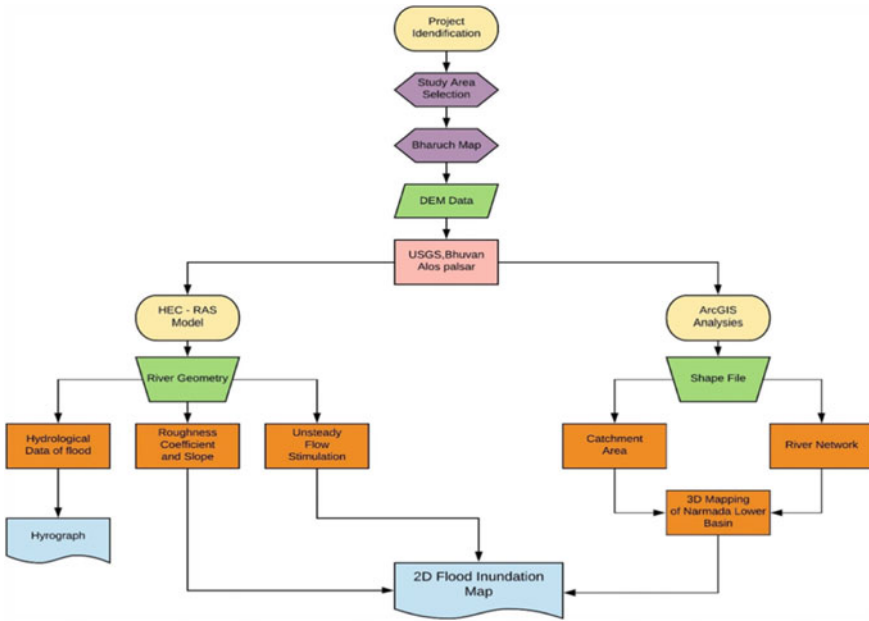 Project
Idendification
Study Area
Selection
Bharuch Map
DEM Data
USGS,Bhuvan
Alos palsar
HEC - RAS
Model
ArcGIS
Analysies
River Geometry
Shape File
Hydrological
Data of flood
Roughness
Coefficient
and Slope
Unsteady
Flow
Stimulation
Catchment
Area
River Network
3D Mapping
of Narmada Lower
Basin
Hyrograph
2D Flood Inundation
Map